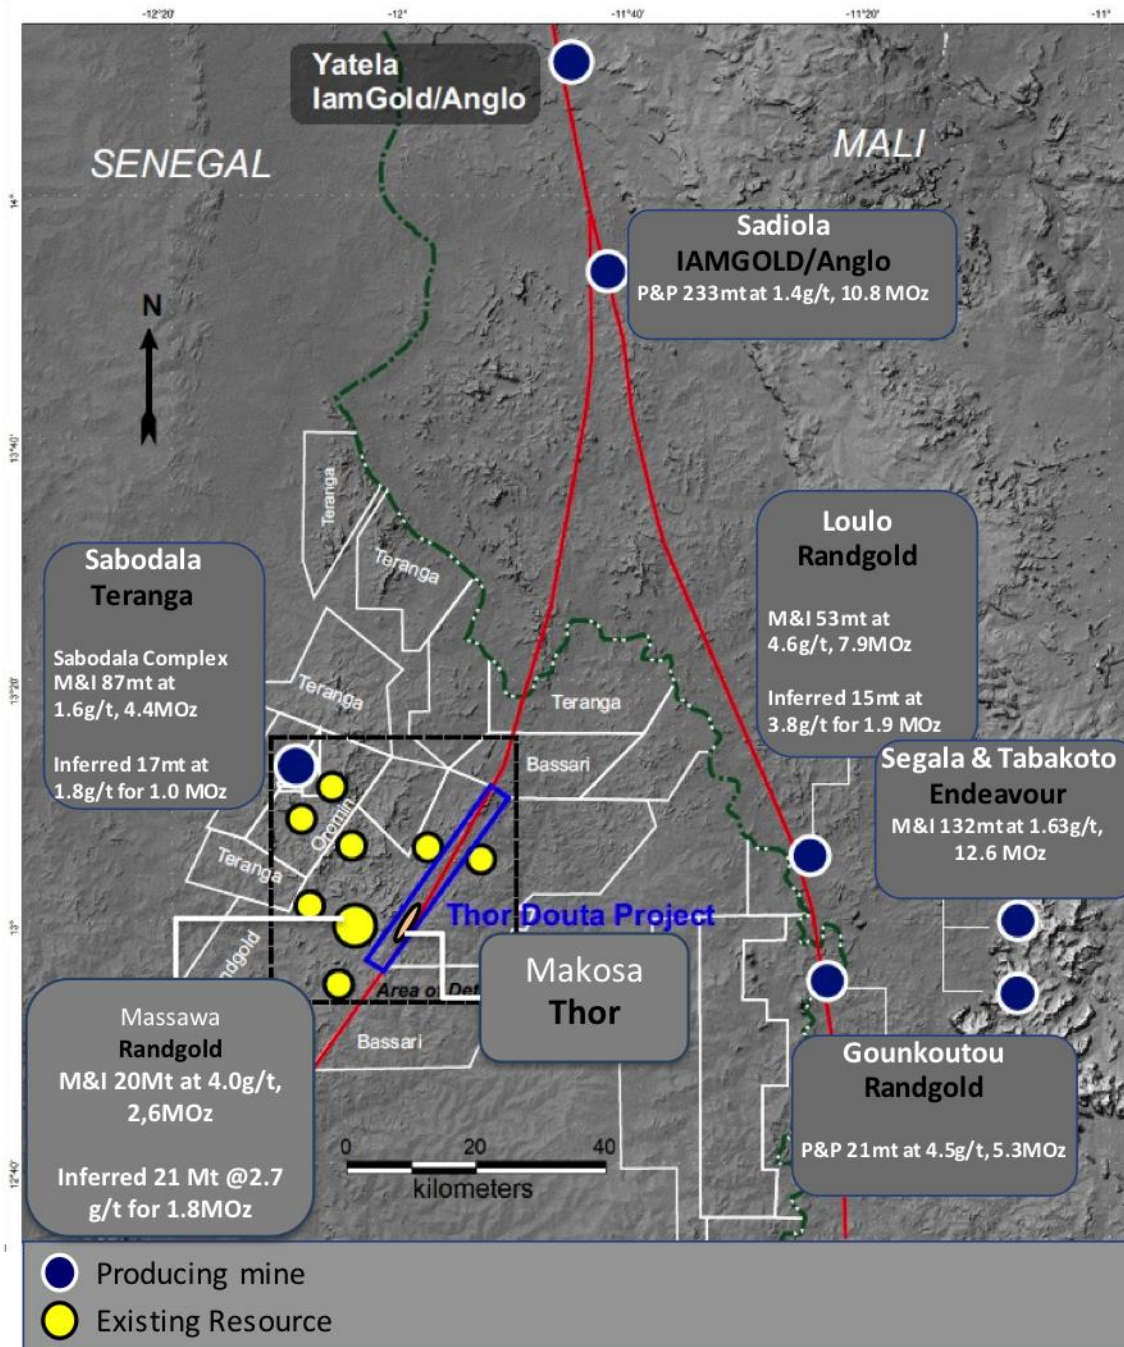 -12°20'
-12°
-11°40'
-11°20'
-11°
Yatela
IamGold/Anglo
SENEGAL
MALI
14°
Sadiola
IAMGOLD/Anglo
P&P 233mt at 1.4g/t, 10.8 MOz
N
13°40'
Teranga
Teranga
Loulo
Randgold
M&I 53mt at
4.6g/t, 7.9MOz
Inferred 15mt at
3.8g/t for 1.9 MOz
Sabodala
Teranga
Sabodala Complex
M&I 87mt at
1.6g/t, 4.4MOz
Inferred 17mt at
1.8g/t for 1.0 MOz
13°20'
Teranga
Teranga
Bassari
Segala & Tabakoto
Endeavour
M&I 132mt at 1.63g/t,
12.6 MOz
Oromin
Teranga
Thor Douta Project
13°
ndgold
Makosa
Thor
Area of Det
Bassari
Massawa
Randgold
M&I 20Mt at 4.0g/t,
2,6MOz
Inferred 21 Mt @2.7
g/t for 1.8MOz
Gounkoutou
Randgold
P&P 21mt at 4.5g/t, 5.3MOz
0 20 40
kilometers
12°40'
Producing mine
Existing Resource